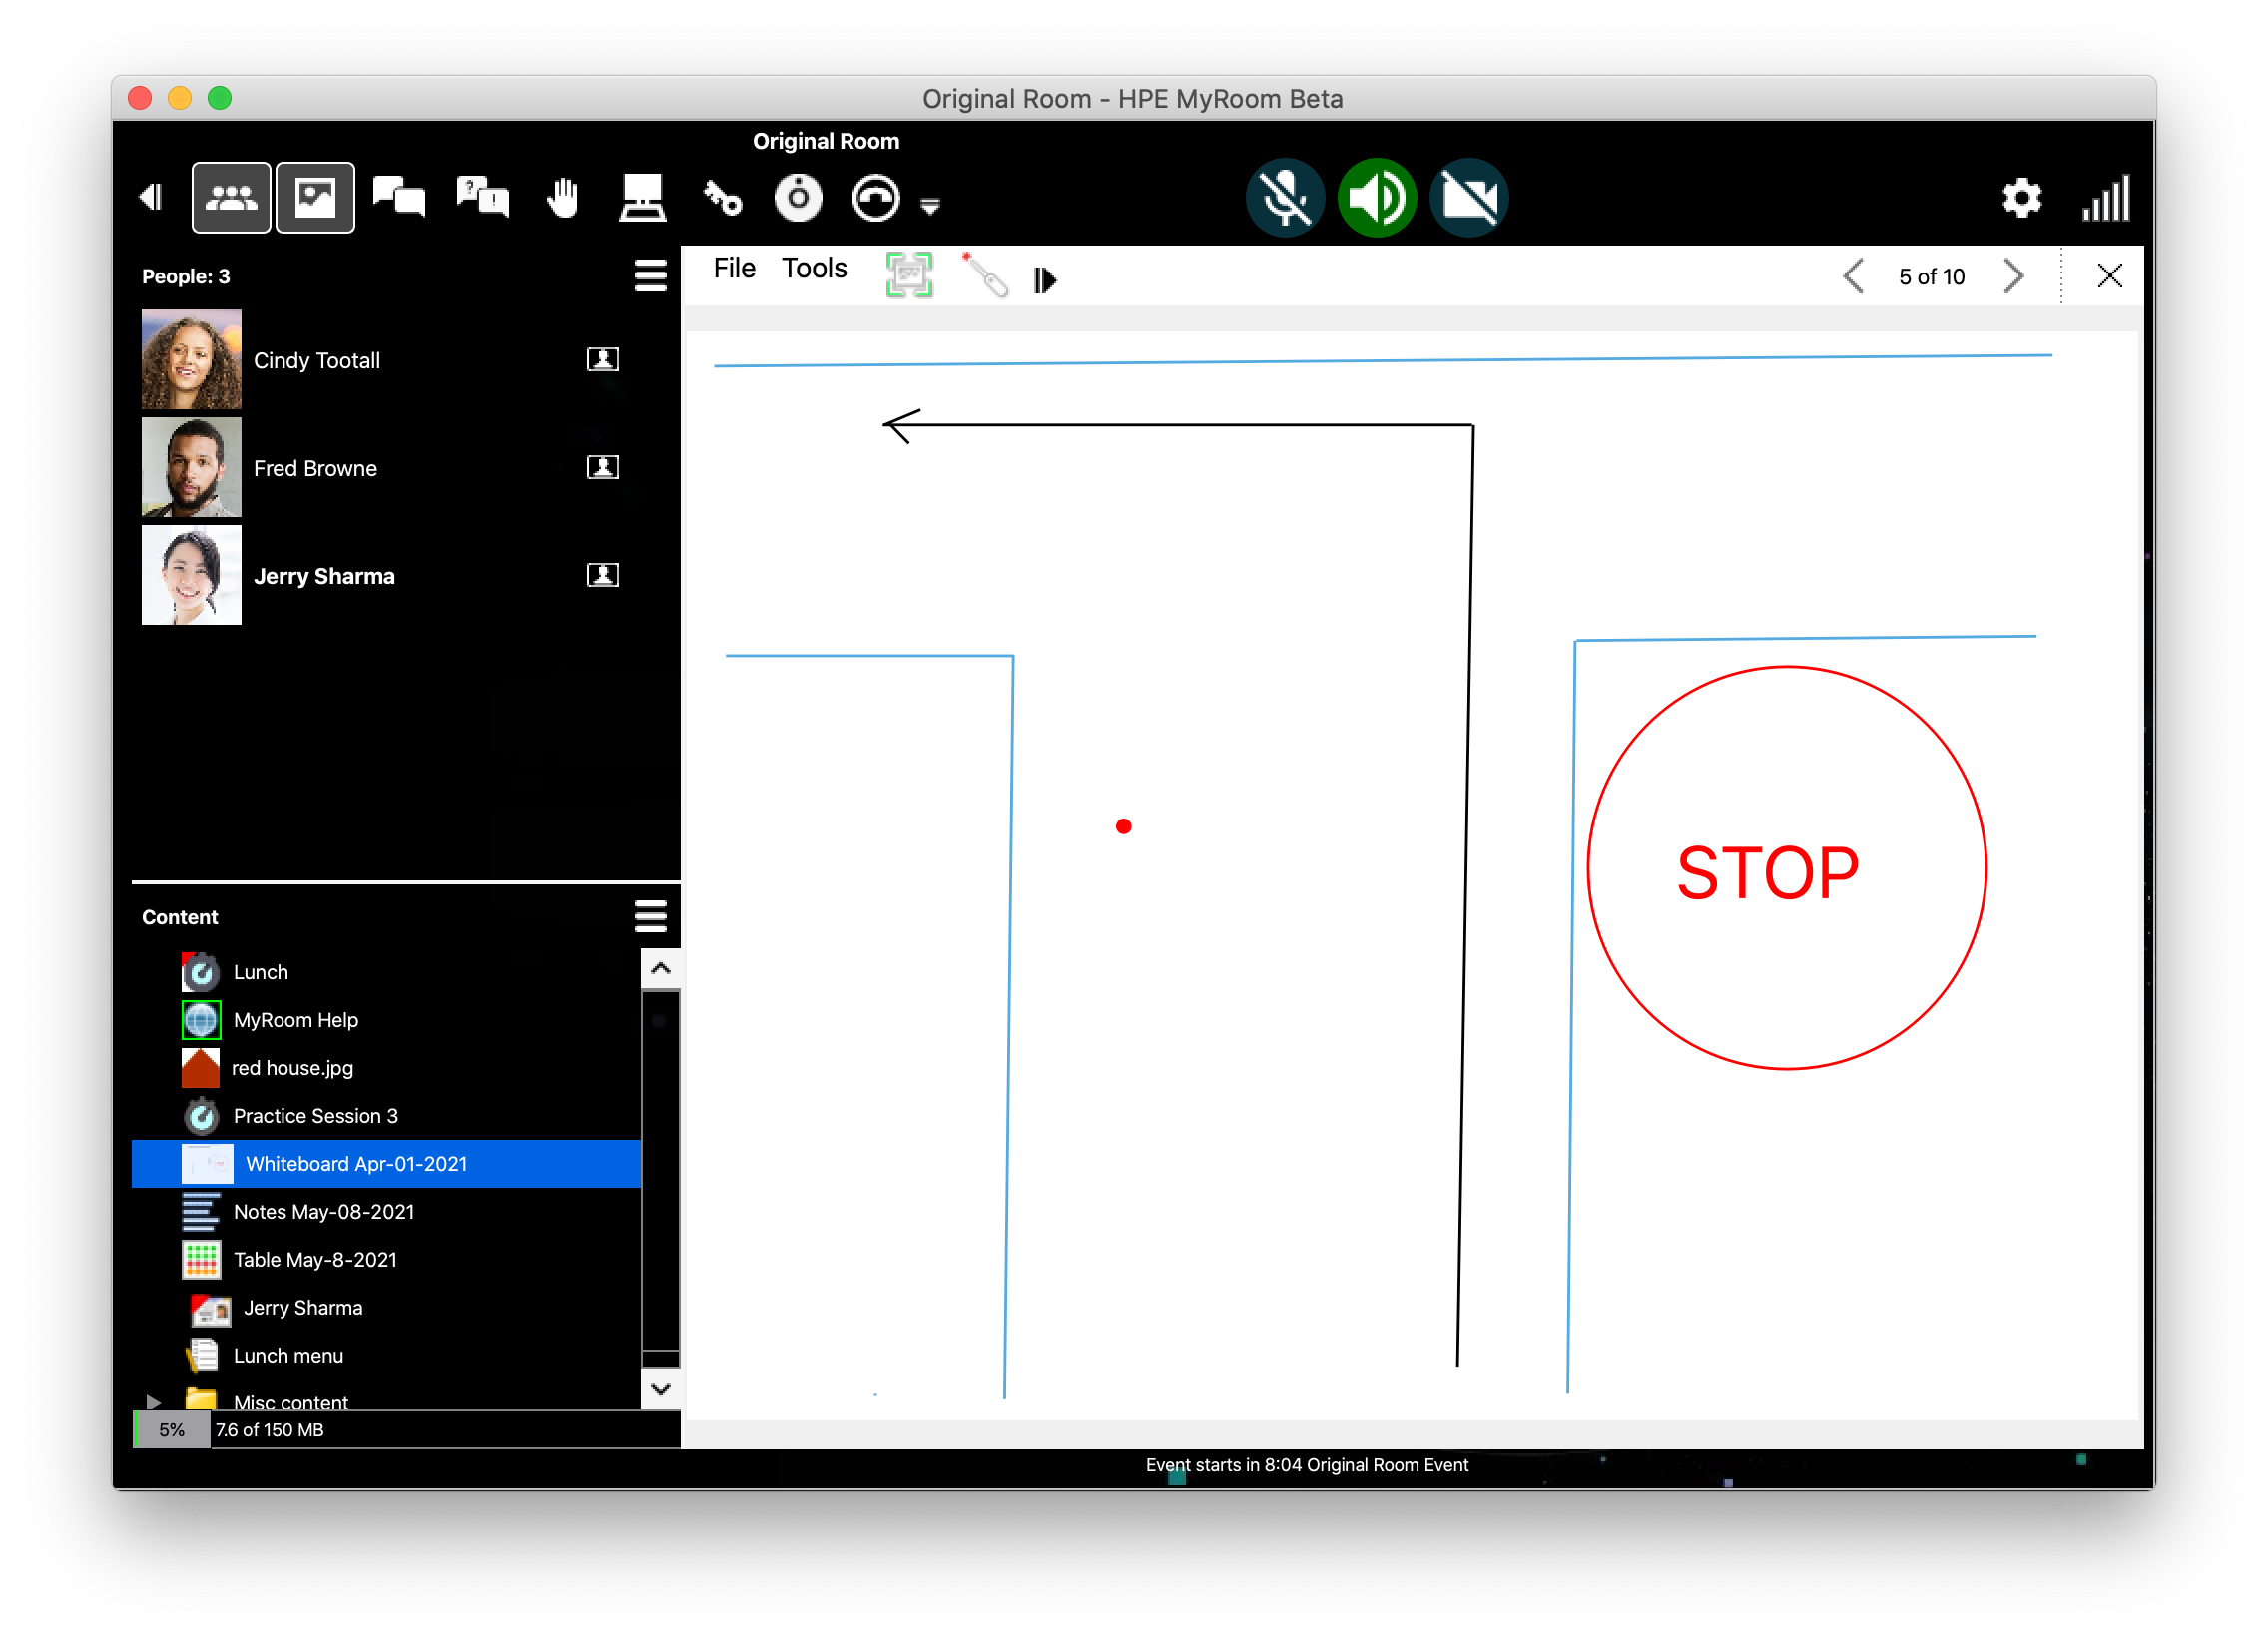 Original Room - HPE MyRoom Beta
Original Room
People: 3
Cindy Tootall
Fred Browne
Jerry Sharma
Content
Lunch
MyRoom Help
red house.jpg
Practice Session 3
Whiteboard Apr-01-2021
Notes May-08-2021
Table May-8-2021
Jerry Sharma
Lunch menu
Misc content
5% 7.6 of 150 MB
File Tools
5 of 10
STOP
Event starts in 8:04 Original Room Event